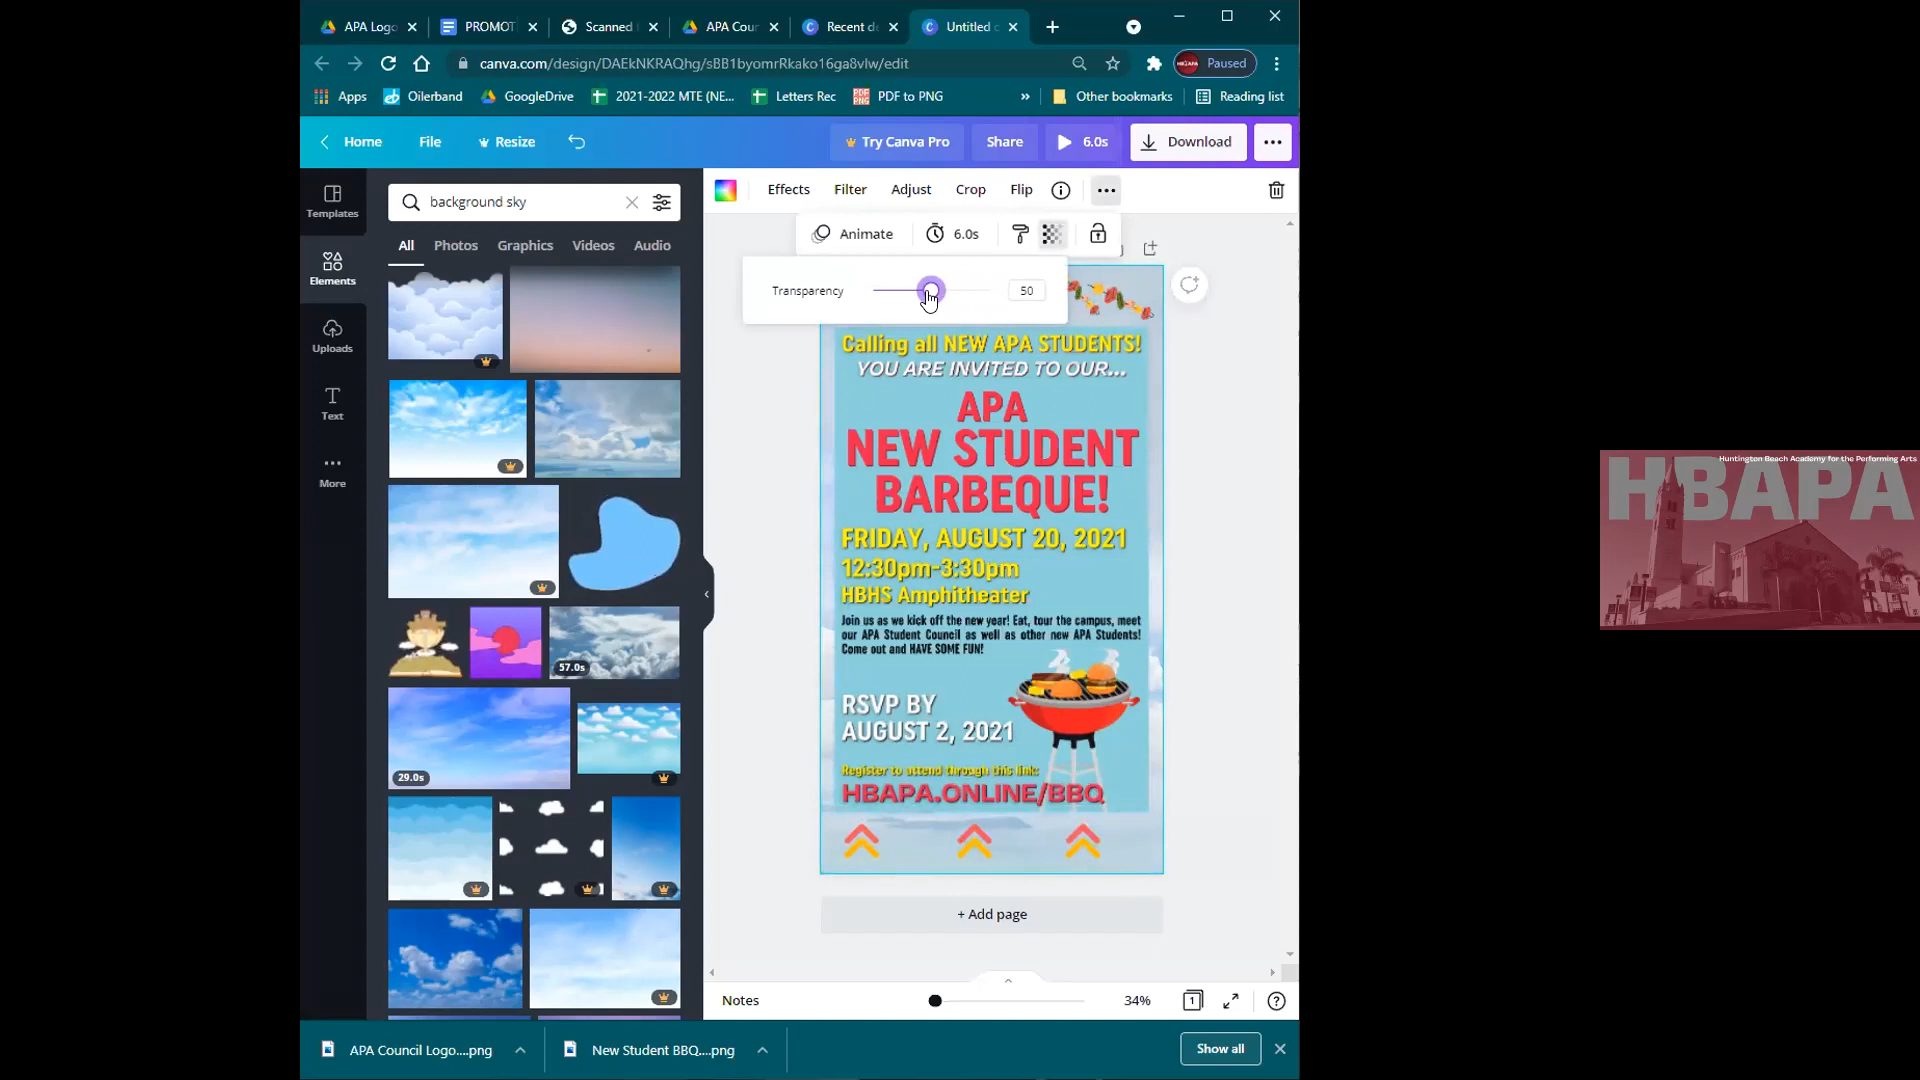 APA Logo
PROMOT
Scanned
APA Cour
Recent de
Untitled
canva.com/design/DAEkNKRAQhg/sBB1byomrRkako16ga8vlw/edit
HBAPA
Paused
Apps
Oilerband
GoogleDrive
2021-2022 MTE (NE...
Letters Rec
PDF to PNG
»
Other bookmarks
Reading list
Home
File
Resize
Try Canva Pro
Share
6.0s
Download
Templates
Elements
Uploads
Text
More
background sky
All
Photos
Graphics
Videos
Audio
57.0s
29.0s
Effects
Filter
Adjust
Crop
Flip
Animate
6.0s
Transparency
50
Calling all NEW APA STUDENTS!
YOU ARE INVITED TO OUR...
APA
NEW STUDENT
BARBEQUE!
FRIDAY, AUGUST 20, 2021
12:30pm-3:30pm
HBHS Amphitheater
Join us as we kick off the new year! Eat, tour the campus, meet
our APA Student Council as well as other new APA Students!
Come out and HAVE SOME FUN!
RSVP BY
AUGUST 2, 2021
Register to attend through this link:
HBAPA.ONLINE/BBQ
+ Add page
Notes
34%
1
APA Council Logo....png
New Student BBQ....png
Show all
Huntington Beach Academy for the Performing Arts
HBAPA